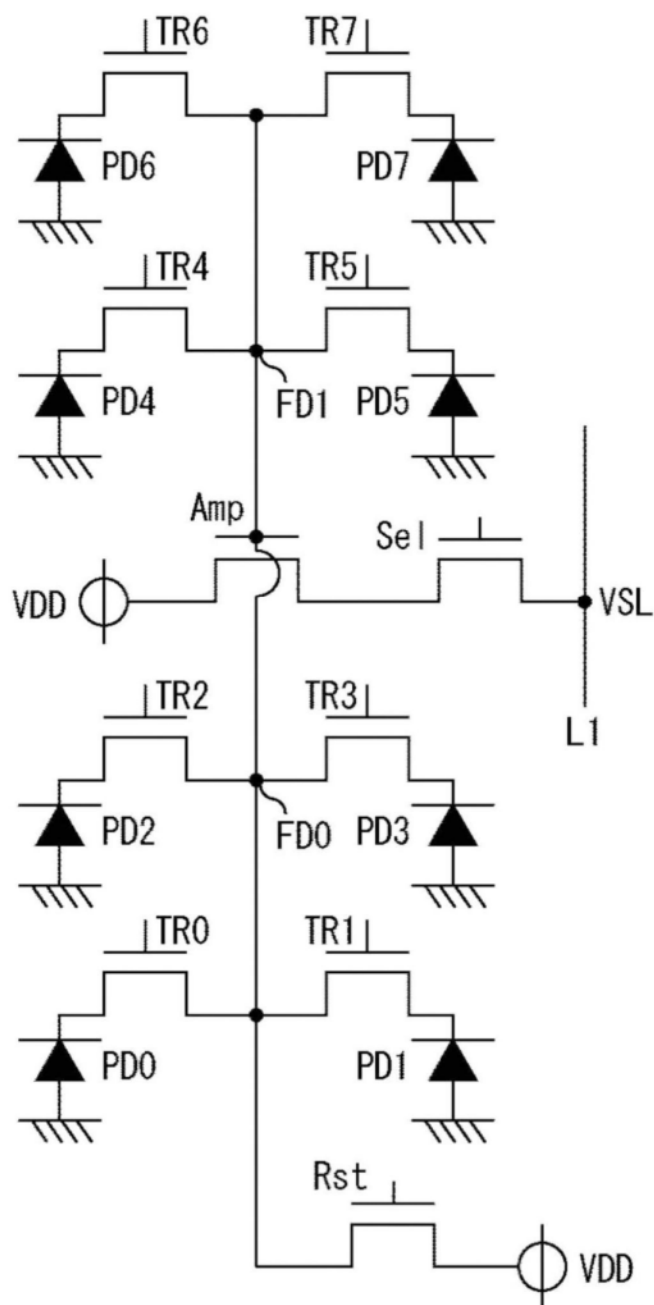 TR6 TR7
PD6 PD7
TR4 TR5
PD4 FD1 PD5
Amp Sel
VDD VSL
L1
TR2 TR3
PD2 FD0 PD3
TR0 TR1
PD0 PD1
Rst
VDD